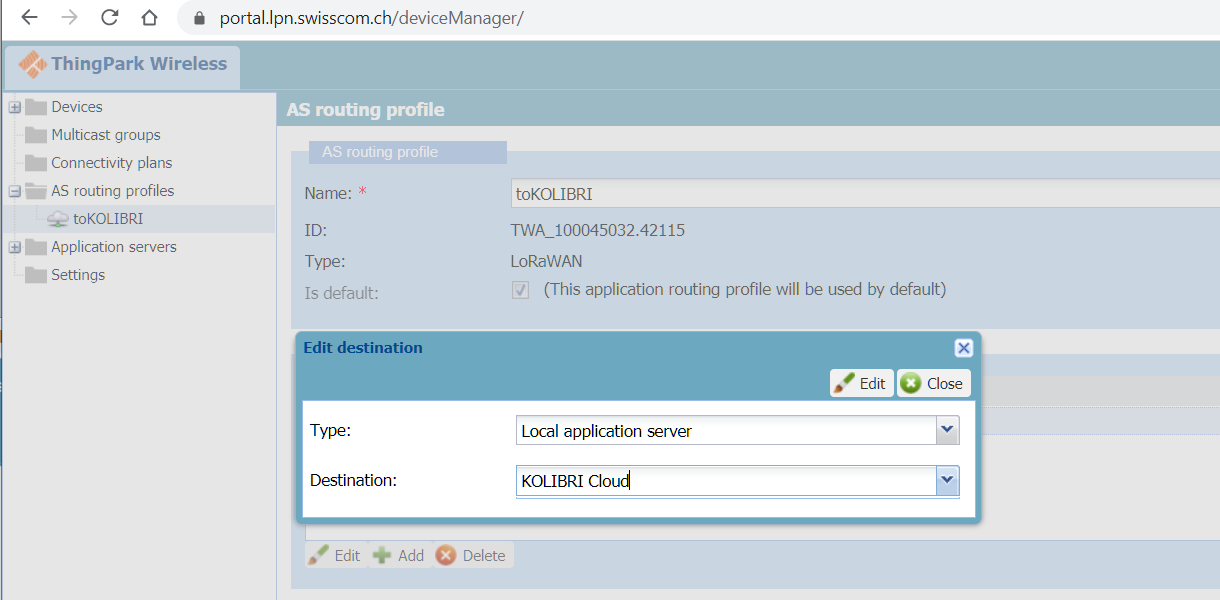 portal.lpn.swisscom.ch/deviceManager/
ThingPark Wireless
Devices
Multicast groups
Connectivity plans
AS routing profiles
toKOLIBRI
Application servers
Settings
AS routing profile
AS routing profile
Name: * toKOLIBRI
ID: TWA_100045032.42115
Type: LoRaWAN
Is default: (This application routing profile will be used by default)
Edit destination
Edit Close
Type: Local application server
Destination: KOLIBRI Cloud
Edit Add Delete